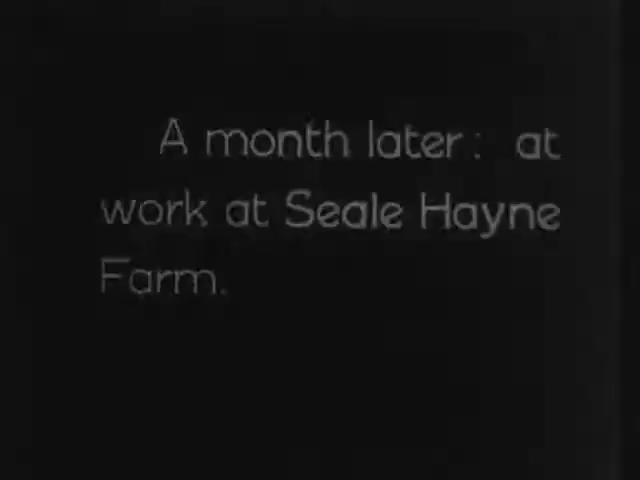 A month later: at
work at Seale Hayne
Farm.